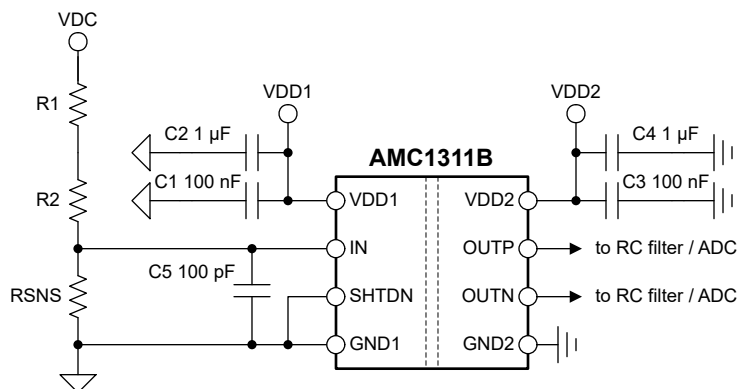 VDC
R1
VDD1
VDD2
C2 1 µF
C4 1 µF
AMC1311B
R2
C1 100 nF
VDD1
VDD2
C3 100 nF
IN
OUTP
to RC filter / ADC
RSNS
C5 100 pF
SHTDN
OUTN
to RC filter / ADC
GND1
GND2